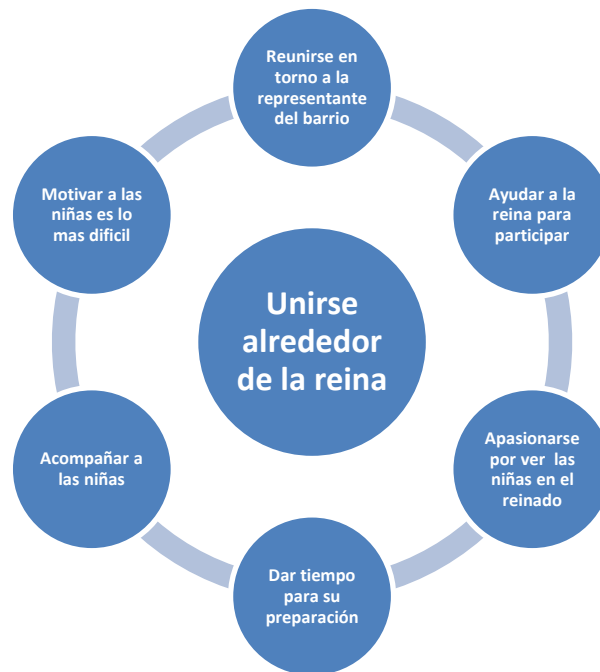 Reunirse en
torno a la
representante
del barrio
Motivar a las
niñas es lo
mas dificil
Ayudar a la
reina para
participar
Unirse
alrededor
de la reina
Acompañar a
las niñas
Apasionarse
por ver las
niñas en el
reinado
Dar tiempo
para su
preparación